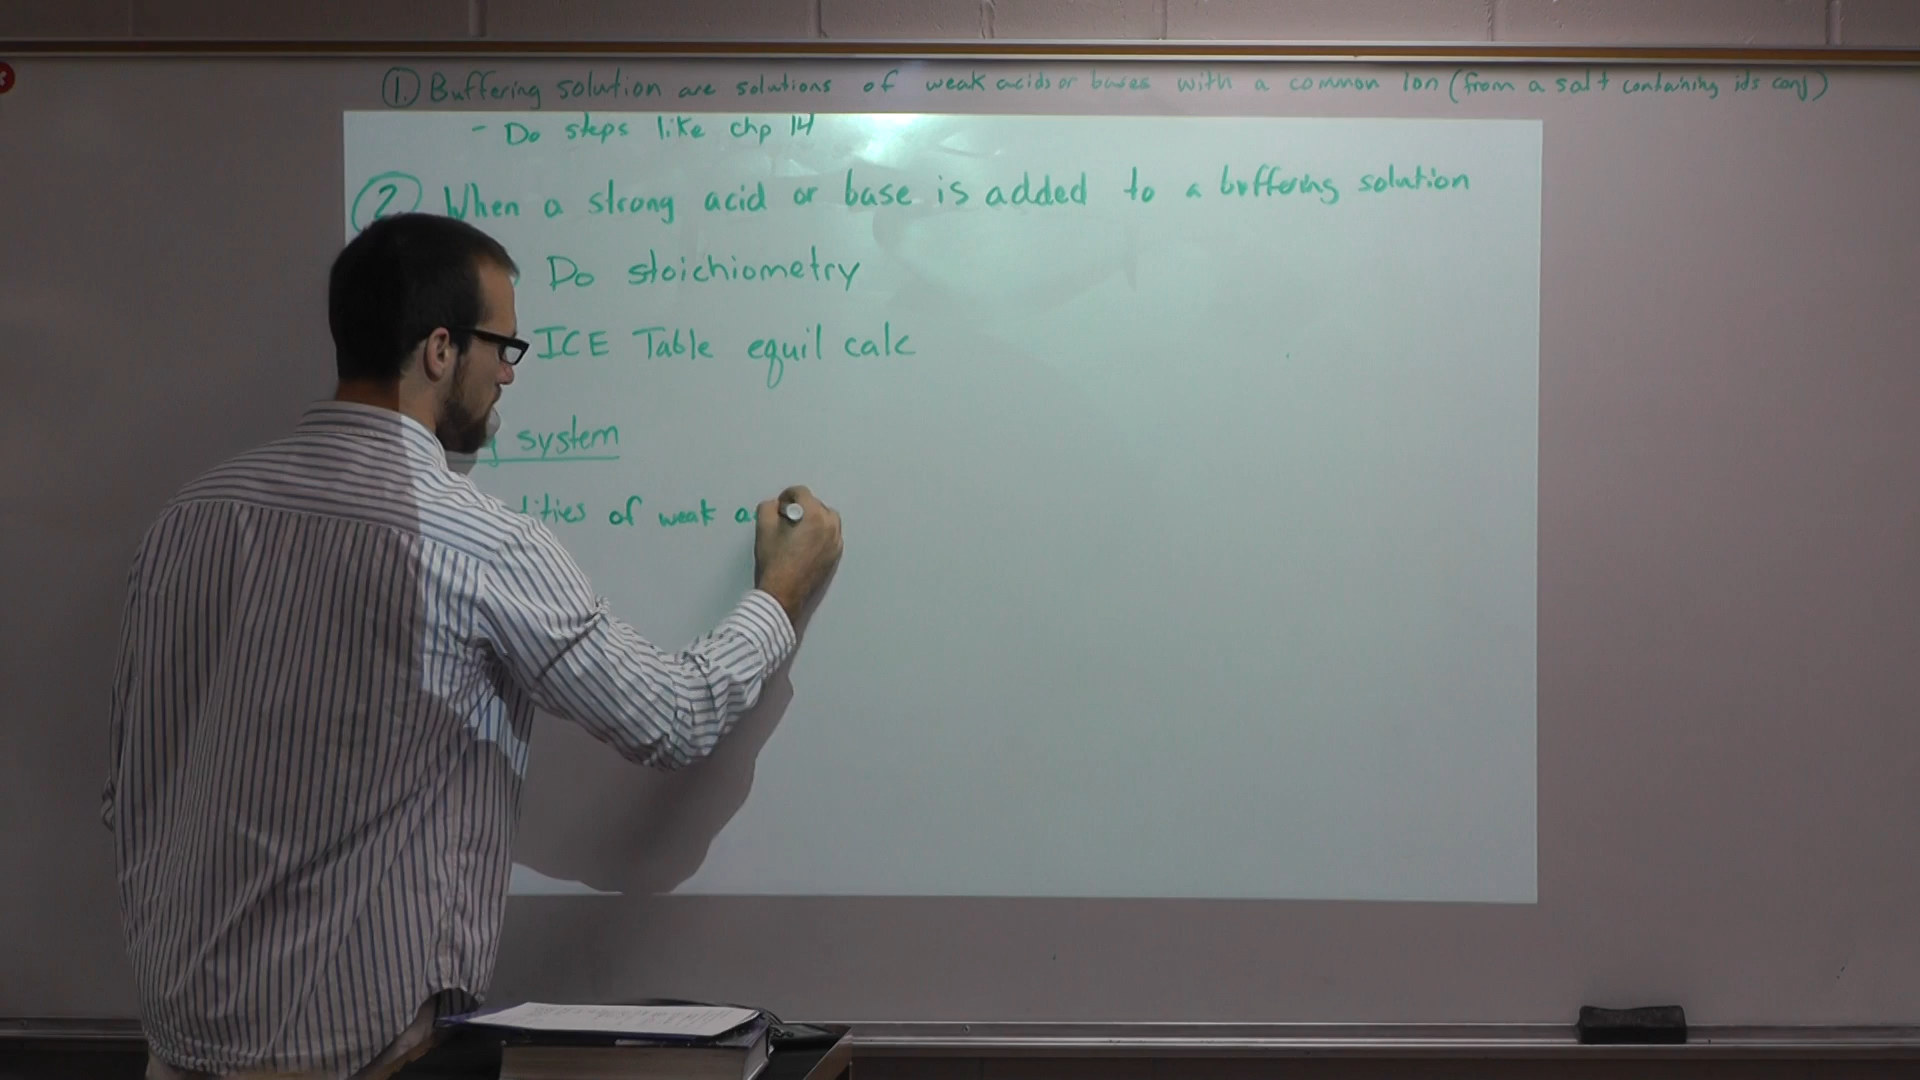 1. Buffering solution are solutions of weak acids or bases with a common Ion (from a salt containing its conj)
- Do steps like chp 14
2 When a strong acid or base is added to a buffering solution
Do stoichiometry
ICE Table equil calc
system
of weak